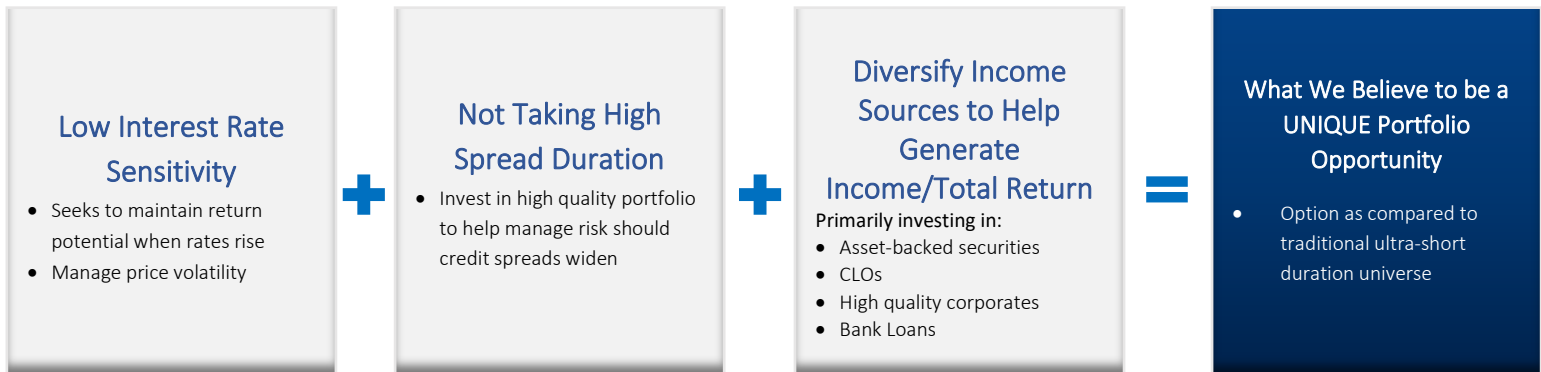 Low Interest Rate
Sensitivity
• Seeks to maintain return
potential when rates rise
• Manage price volatility
+
Not Taking High
Spread Duration
• Invest in high quality portfolio
to help manage risk should
credit spreads widen
+
Diversify Income
Sources to Help
Generate
Income/Total Return
Primarily investing in:
• Asset-backed securities
• CLOs
• High quality corporates
• Bank Loans
=
What We Believe to be a
UNIQUE Portfolio
Opportunity
• Option as compared to
traditional ultra-short
duration universe